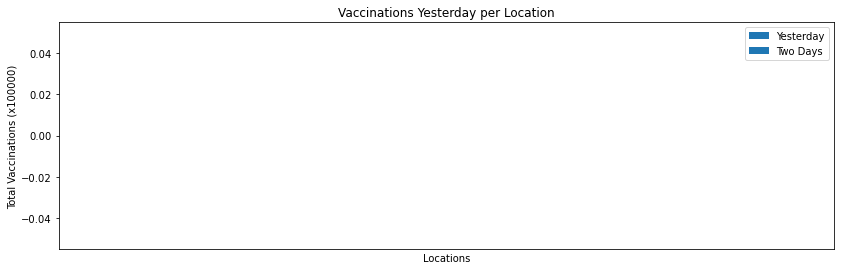 Vaccinations Yesterday per Location
Yesterday
Two Days
0.04
0.02
0.00
−0.02
−0.04
Total Vaccinations (x100000)
Locations